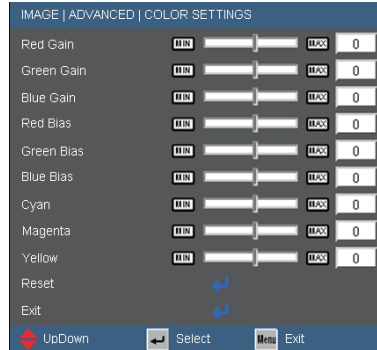 IMAGE | ADVANCED | COLOR SETTINGS
Red Gain MIN MAX 0
Green Gain MIN MAX 0
Blue Gain MIN MAX 0
Red Bias MIN MAX 0
Green Bias MIN MAX 0
Blue Bias MIN MAX 0
Cyan MIN MAX 0
Magenta MIN MAX 0
Yellow MIN MAX 0
Reset
Exit
UpDown Select Menu Exit